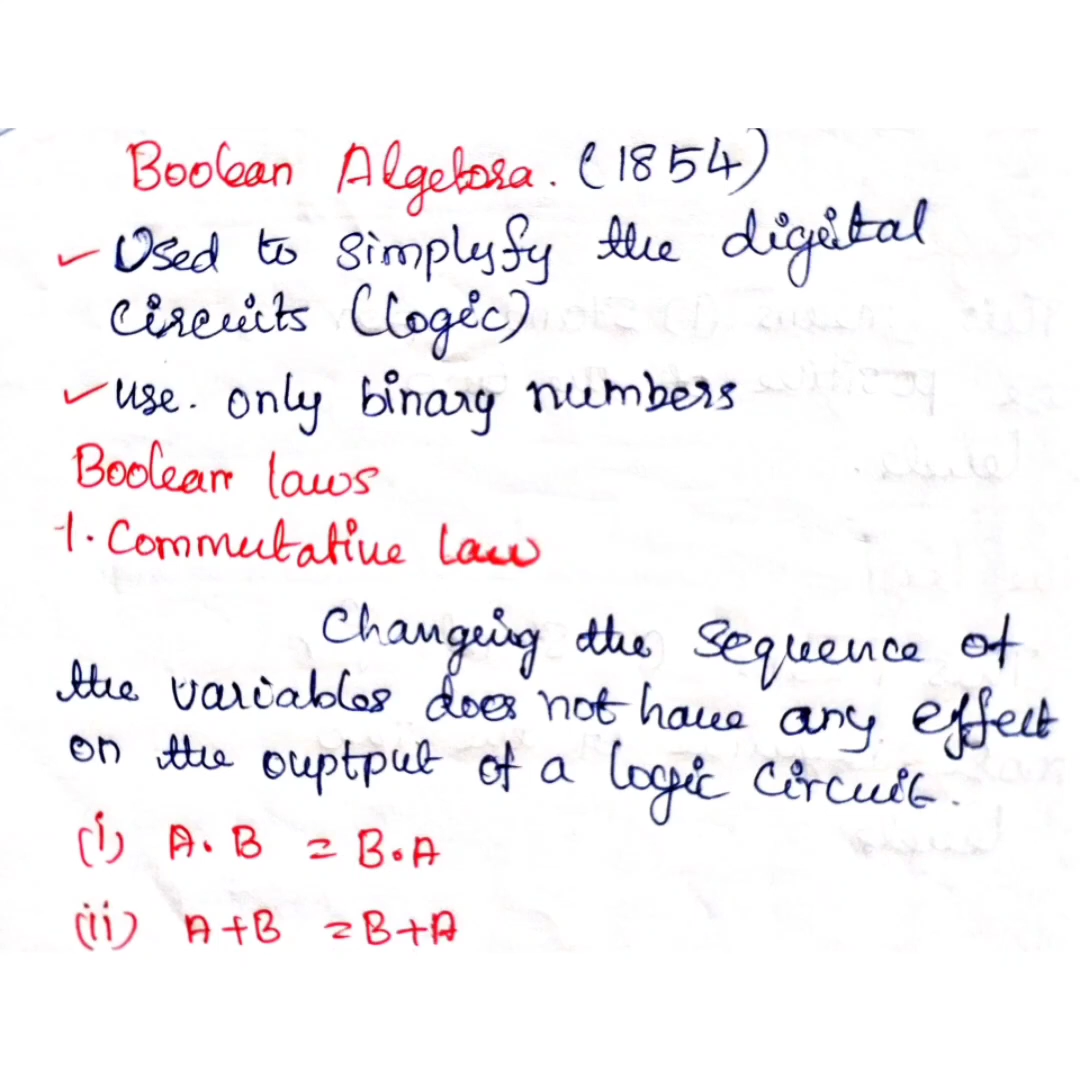 Boolean Algebra. (1854)
✓ Used to simplyfy the digital
circuits (logic)
✓ use. only binary numbers
Boolean laws
1. Commutative law
Changeing the sequence of
the variables does not have any effect
on the ouptput of a logic circuit.
(i) A. B = B.A
(ii) A+B = B+A